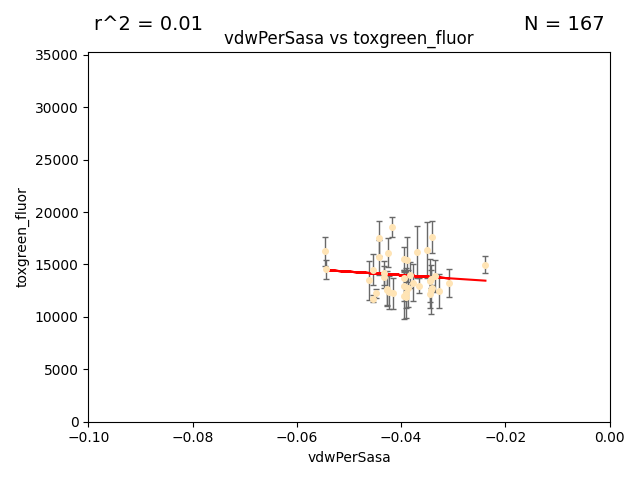 r^2 = 0.01
N = 167
vdwPerSasa vs toxgreen_fluor
35000
30000
25000
20000
15000
10000
5000
0
toxgreen_fluor
−0.10
−0.08
−0.06
−0.04
−0.02
0.00
vdwPerSasa